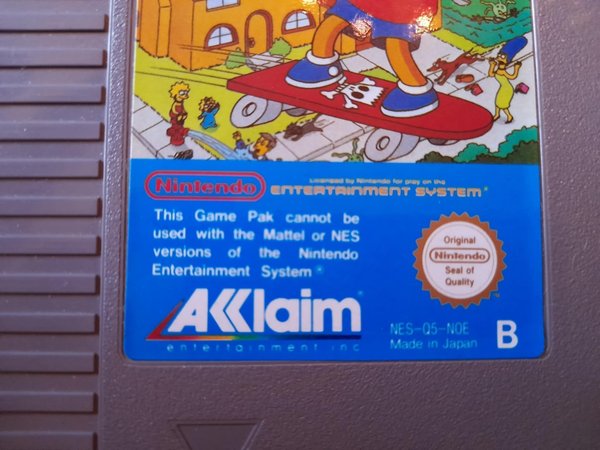 Nintendo®
Licensed by Nintendo for play on the
ENTERTAINMENT SYSTEM®
This Game Pak cannot be
used with the Mattel or NES
versions of the Nintendo
Entertainment System®
Original
Nintendo
Seal of
Quality
AKKlaim®
entertainment inc
NES-Q5-NOE
Made in Japan
B